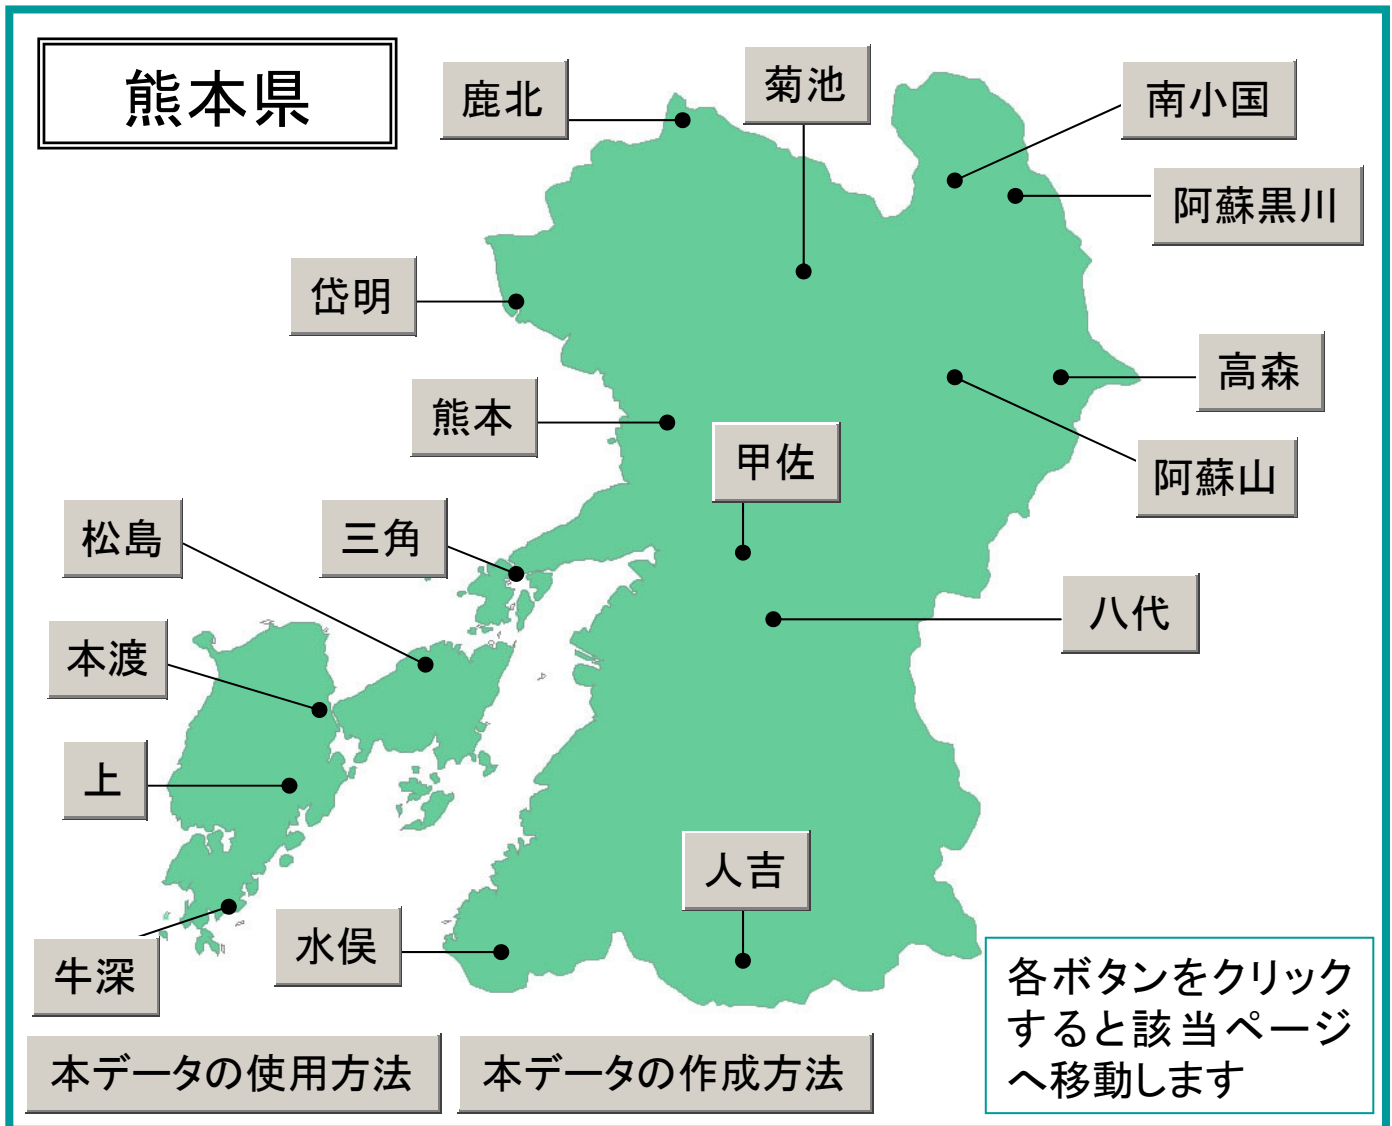 熊本県
鹿北
菊池
南小国
阿蘇黒川
岱明
高森
熊本
甲佐
阿蘇山
松島
三角
八代
本渡
上
人吉
水俣
牛深
各ボタンをクリック
すると該当ページ
へ移動します
本データの使用方法
本データの作成方法